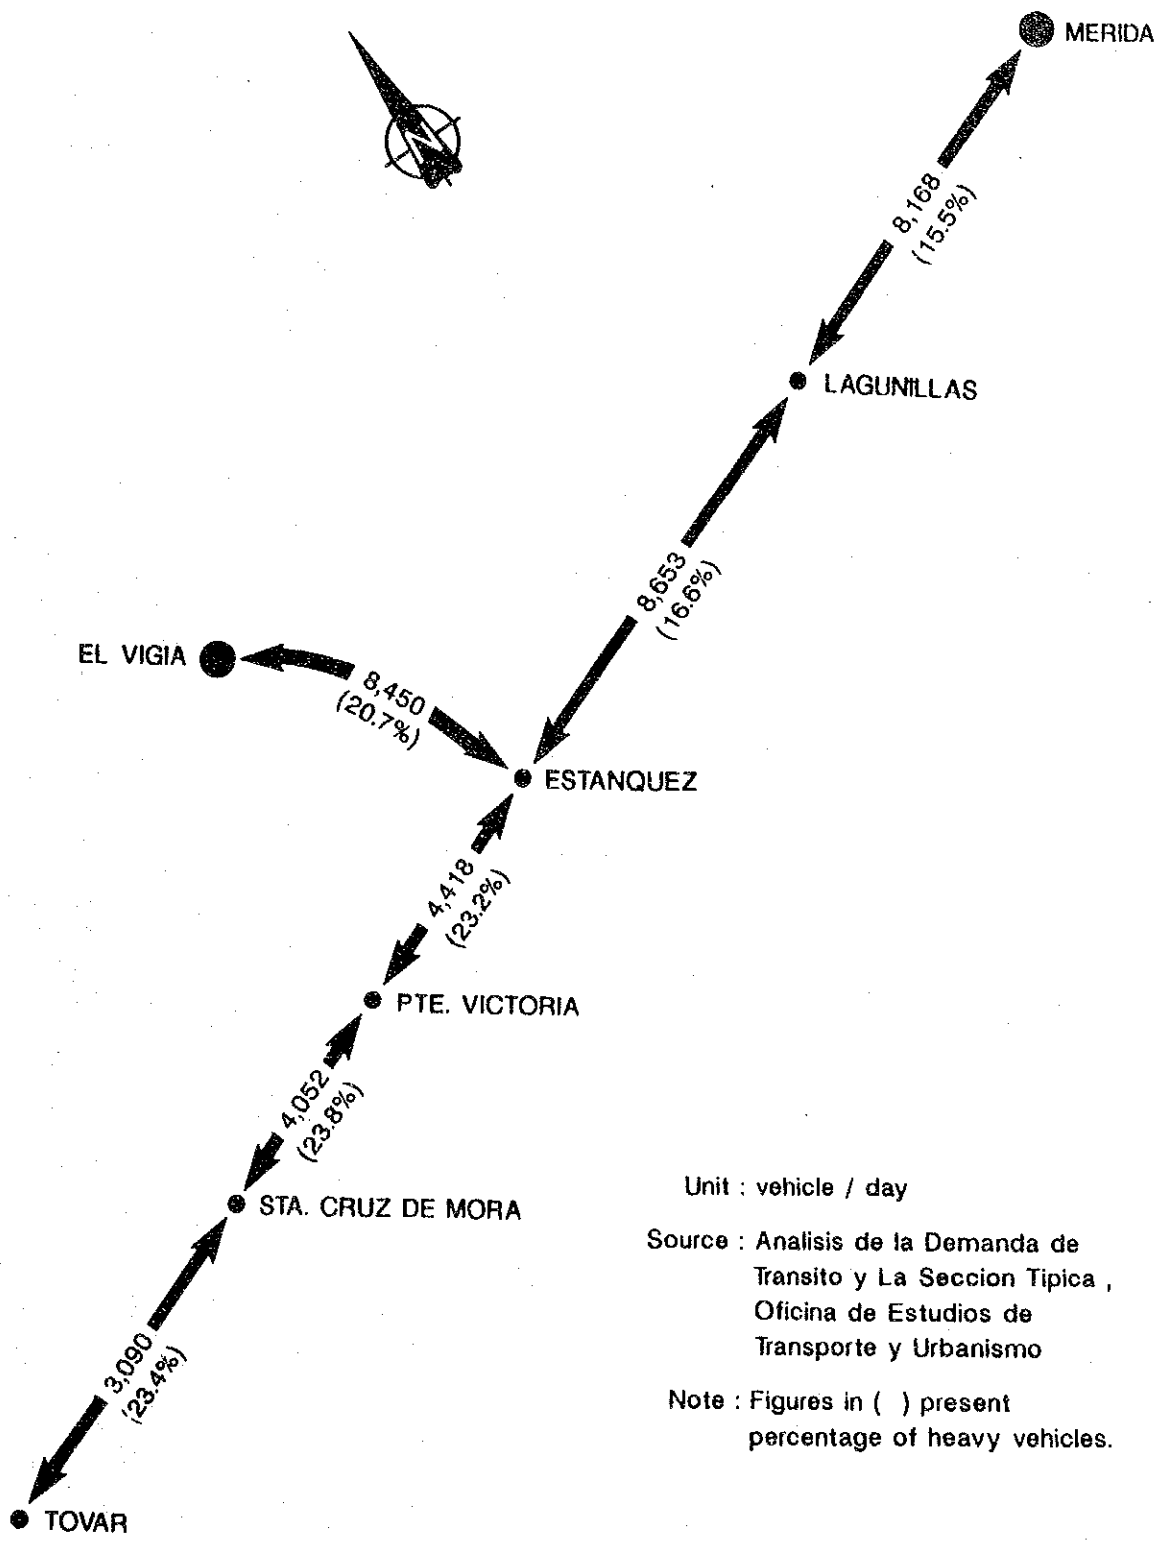 MERIDA
N
8,168
(15.5%)
LAGUNILLAS
8,653
(16.6%)
EL VIGIA
8,450
(20.7%)
ESTANQUEZ
4,418
(23.2%)
PTE. VICTORIA
4,052
(23.8%)
STA. CRUZ DE MORA
Unit : vehicle / day
Source : Analisis de la Demanda de
Transito y La Seccion Tipica ,
Oficina de Estudios de
Transporte y Urbanismo
3,090
(23.4%)
Note : Figures in ( ) present
percentage of heavy vehicles.
TOVAR